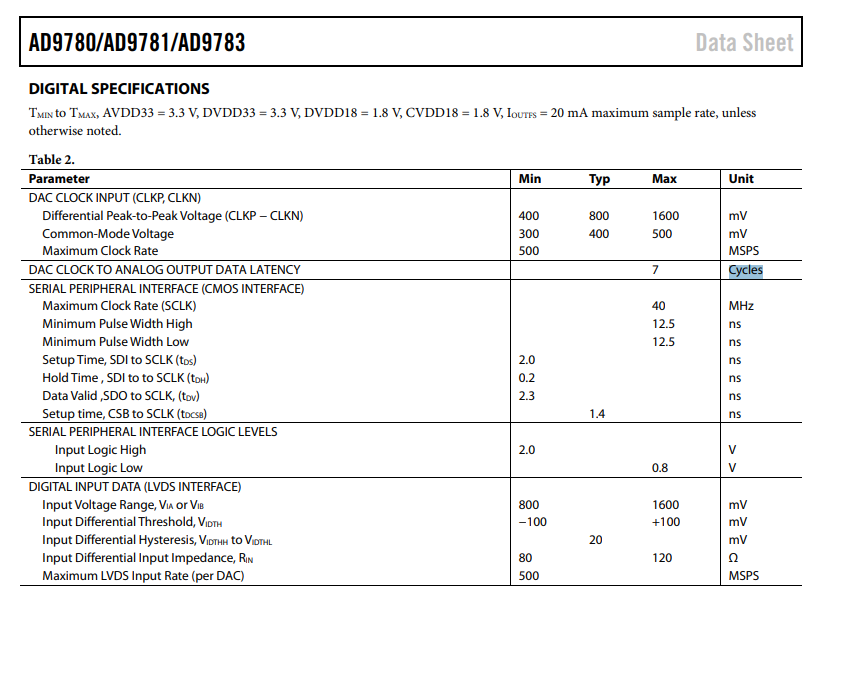 AD9780/AD9781/AD9783 Data Sheet
DIGITAL SPECIFICATIONS
TMIN to TMAX, AVDD33 = 3.3 V, DVDD33 = 3.3 V, DVDD18 = 1.8 V, CVDD18 = 1.8 V, IOUTFS = 20 mA maximum sample rate, unless
otherwise noted.
Table 2.
Parameter Min Typ Max Unit
DAC CLOCK INPUT (CLKP, CLKN)
Differential Peak-to-Peak Voltage (CLKP − CLKN) 400 800 1600 mV
Common-Mode Voltage 300 400 500 mV
Maximum Clock Rate 500 MSPS
DAC CLOCK TO ANALOG OUTPUT DATA LATENCY 7 Cycles
SERIAL PERIPHERAL INTERFACE (CMOS INTERFACE)
Maximum Clock Rate (SCLK) 40 MHz
Minimum Pulse Width High 12.5 ns
Minimum Pulse Width Low 12.5 ns
Setup Time, SDI to SCLK (tDS) 2.0 ns
Hold Time , SDI to to SCLK (tDH) 0.2 ns
Data Valid ,SDO to SCLK, (tDV) 2.3 ns
Setup time, CSB to SCLK (tDCSB) 1.4 ns
SERIAL PERIPHERAL INTERFACE LOGIC LEVELS
Input Logic High 2.0 V
Input Logic Low 0.8 V
DIGITAL INPUT DATA (LVDS INTERFACE)
Input Voltage Range, VIA or VIB 800 1600 mV
Input Differential Threshold, VIDTH −100 +100 mV
Input Differential Hysteresis, VIDTHH to VIDTHL 20 mV
Input Differential Input Impedance, RIN 80 120 Ω
Maximum LVDS Input Rate (per DAC) 500 MSPS